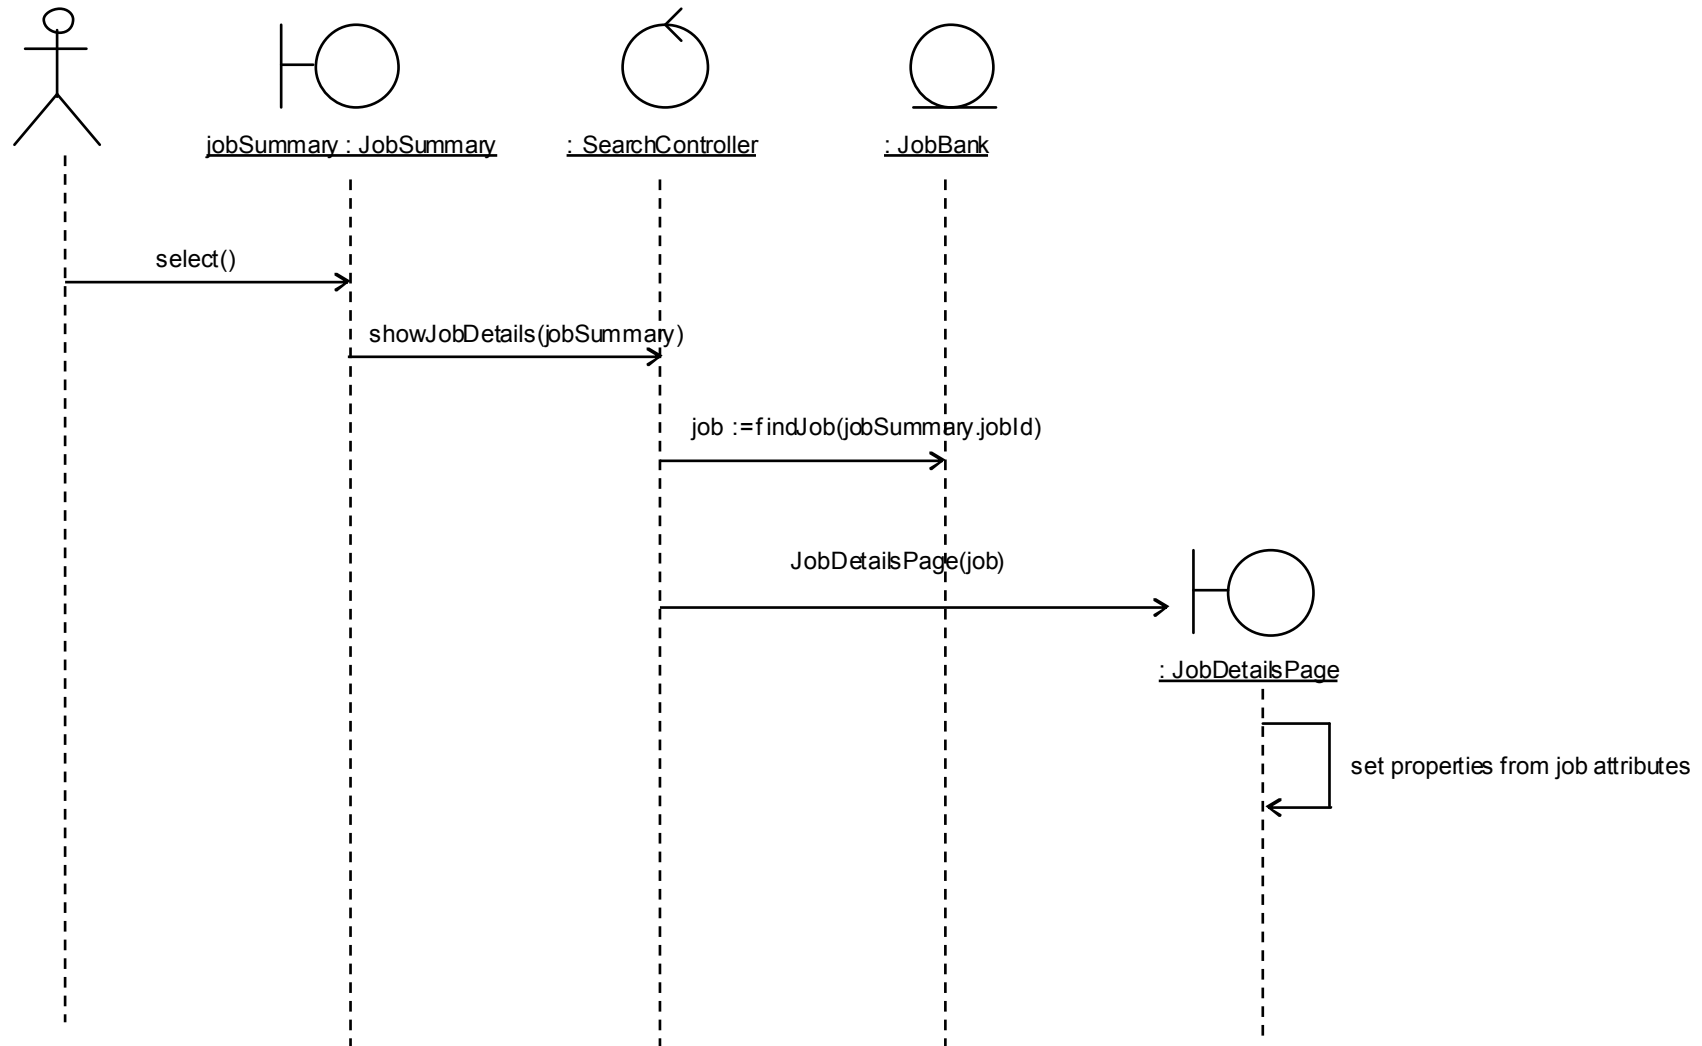 jobSummary : JobSummary
: SearchController
: JobBank
select()
showJobDetails(jobSummary)
job :=findJob(jobSummary.jobId)
JobDetailsPage(job)
: JobDetailsPage
set properties from job attributes